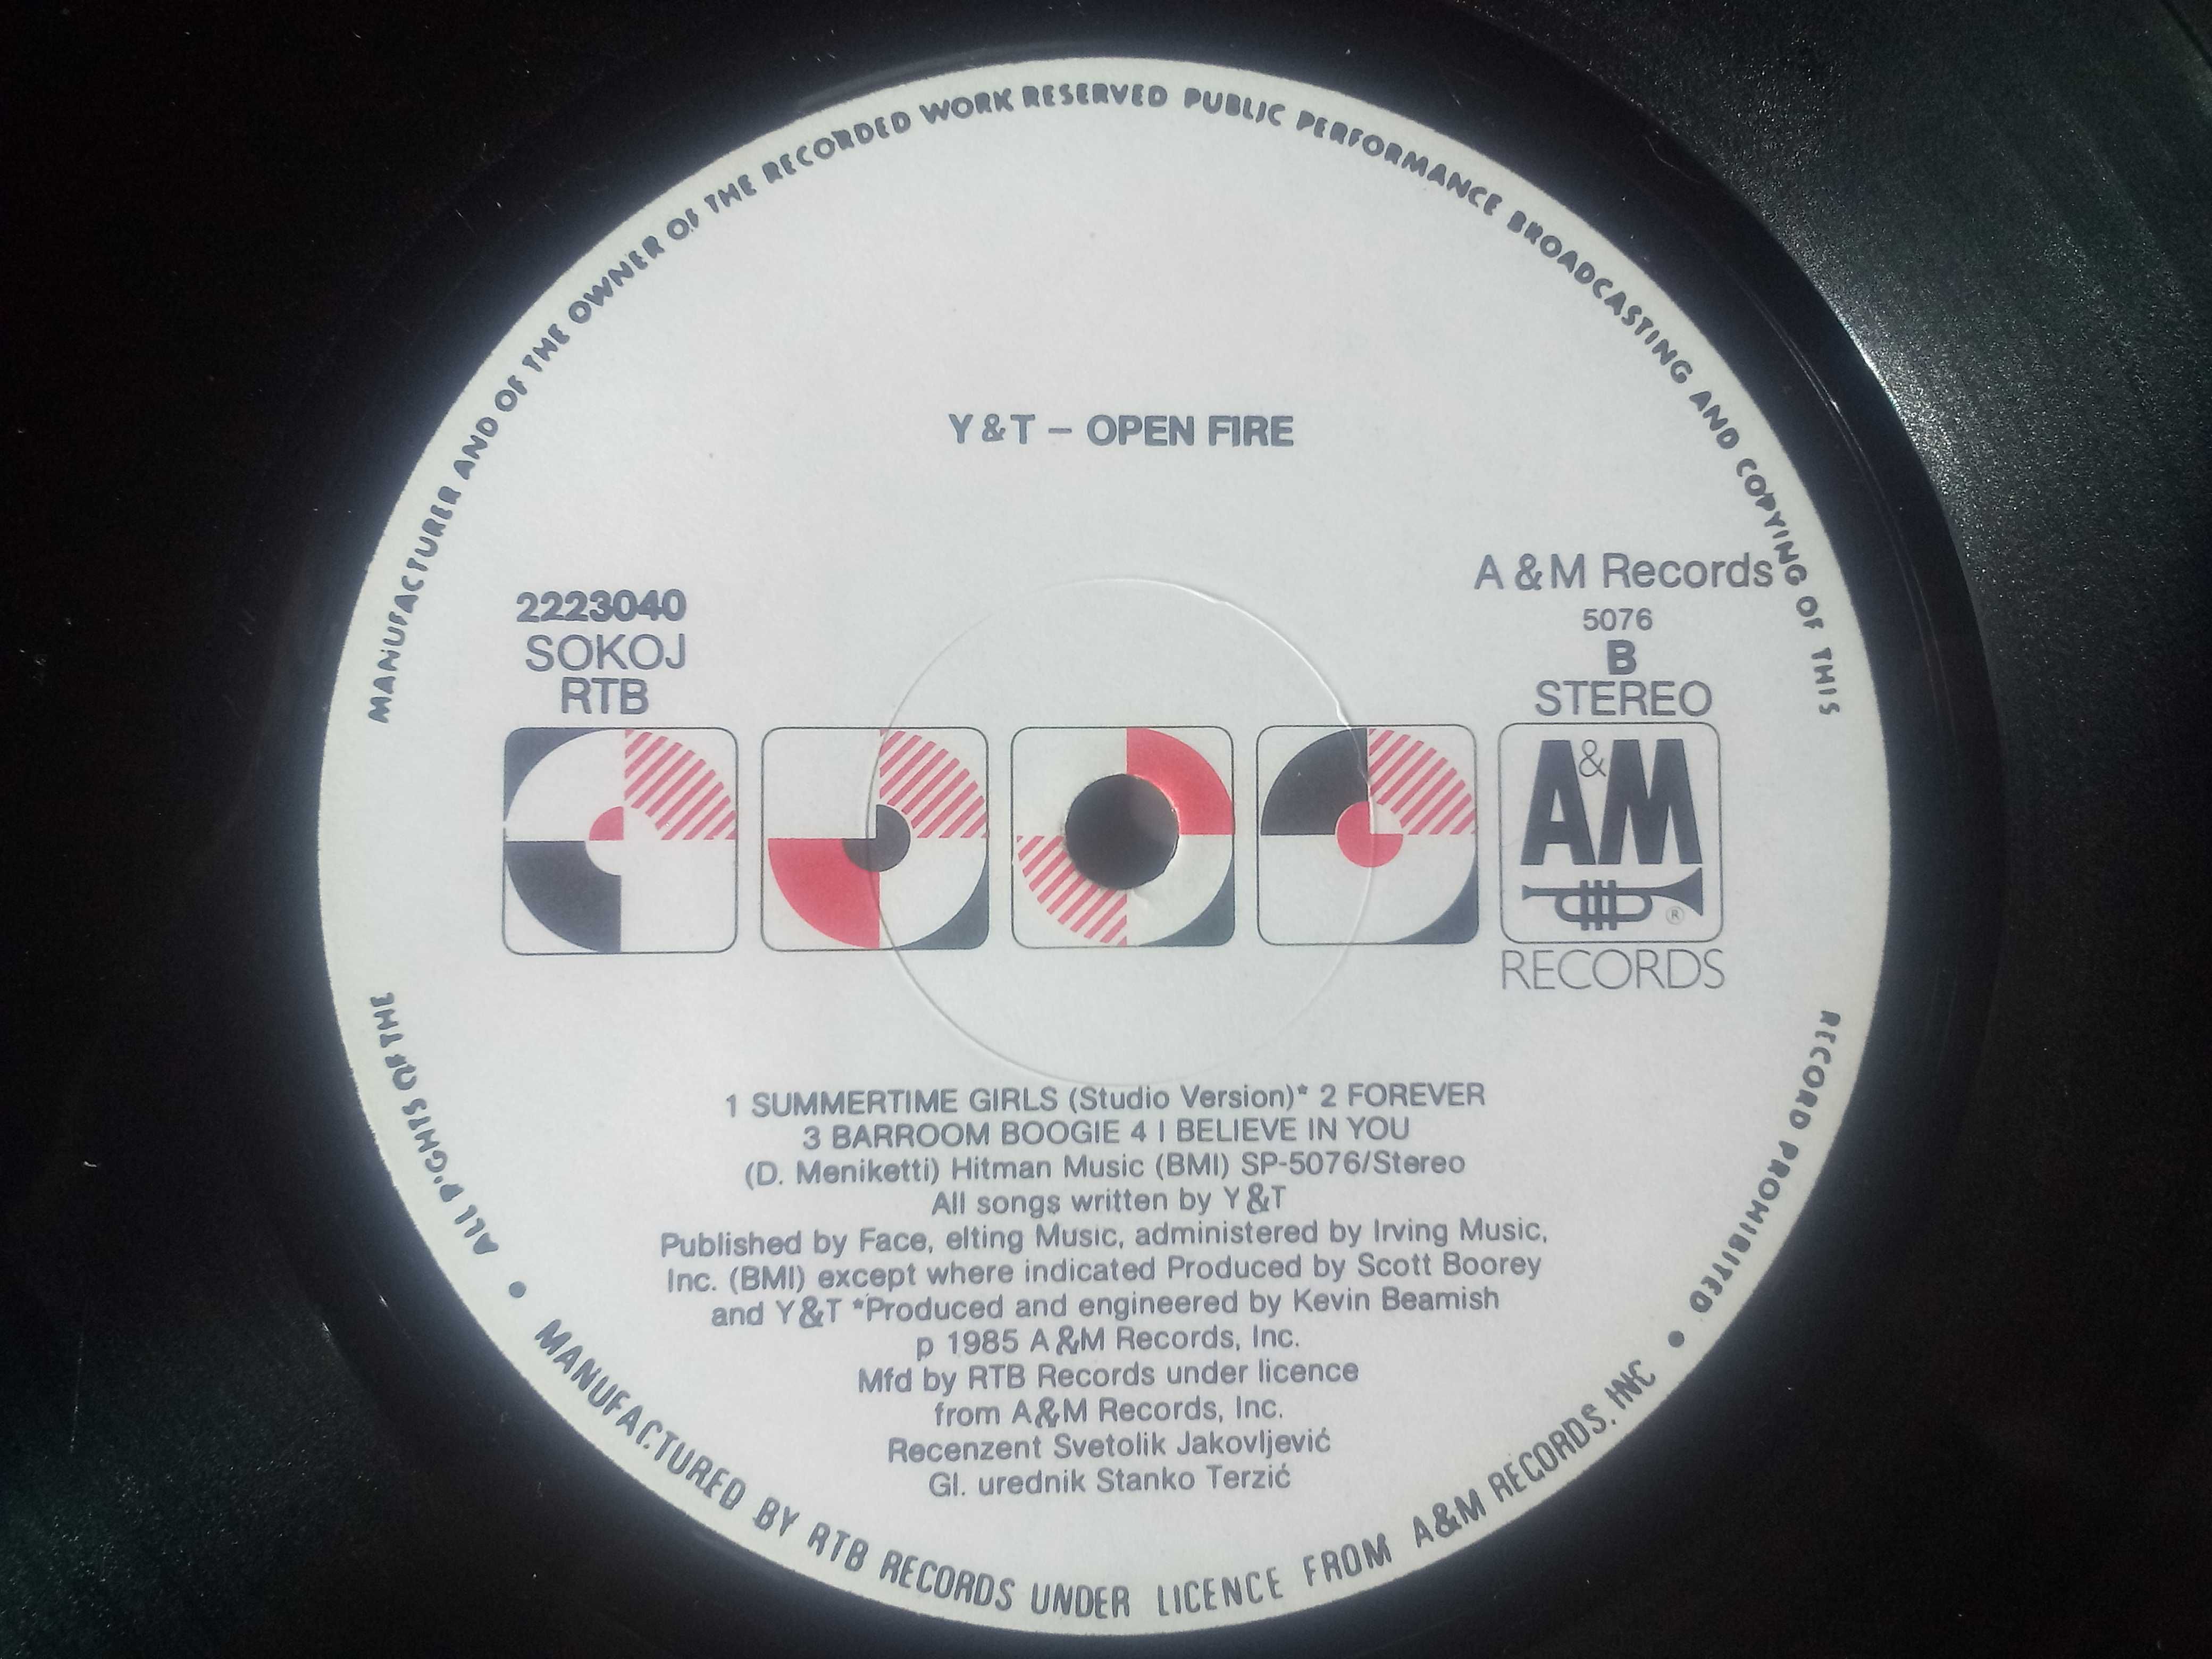 ALL RIGHTS OF THE MANUFACTURER AND OF THE OWNER OF THE RECORDED WORK RESERVED PUBLIC PERFORMANCE BROADCASTING AND COPYING OF THIS RECORD PROHIBITED
Y&T – OPEN FIRE
2223040
SOKOJ
RTB
A&M Records
5076
B
STEREO
A&M
®
RECORDS
1 SUMMERTIME GIRLS (Studio Version)* 2 FOREVER
3 BARROOM BOOGIE 4 I BELIEVE IN YOU
(D. Meniketti) Hitman Music (BMI) SP-5076/Stereo
All songs written by Y&T
Published by Face, elting Music, administered by Irving Music,
Inc. (BMI) except where indicated Produced by Scott Boorey
and Y&T *Produced and engineered by Kevin Beamish
p 1985 A&M Records, Inc.
Mfd by RTB Records under licence
from A&M Records, Inc.
Recenzent Svetolik Jakovljević
Gl. urednik Stanko Terzić
• MANUFACTURED BY RTB RECORDS UNDER LICENCE FROM A&M RECORDS. INC •